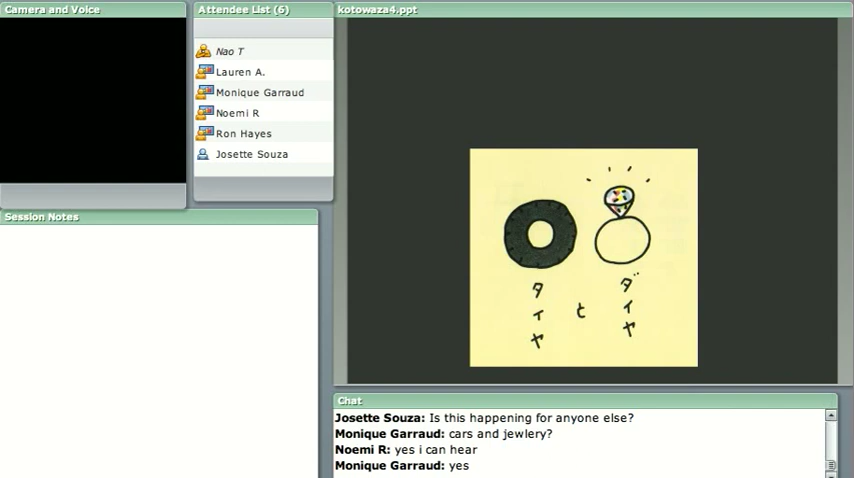 Camera and Voice
Attendee List (6)
Nao T
Lauren A.
Monique Garraud
Noemi R
Ron Hayes
Josette Souza
Session Notes
kotowaza4.ppt
ダイヤ
と
タイヤ
Chat
Josette Souza: Is this happening for anyone else?
Monique Garraud: cars and jewlery?
Noemi R: yes i can hear
Monique Garraud: yes